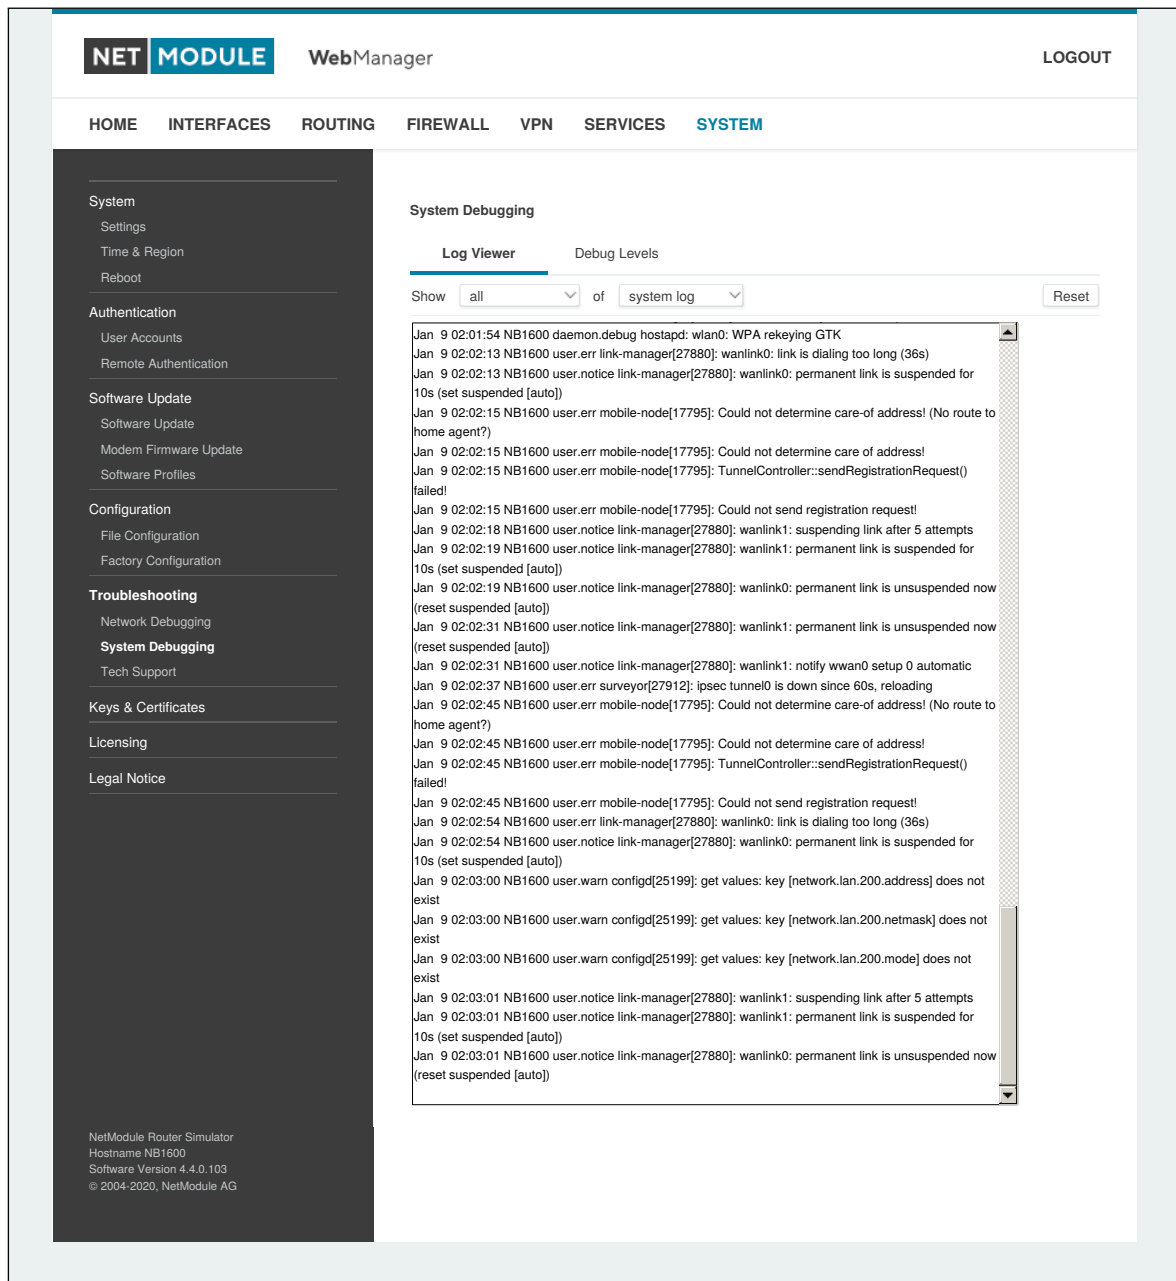 NET MODULE WebManager LOGOUT
HOME INTERFACES ROUTING FIREWALL VPN SERVICES SYSTEM
System
Settings
Time & Region
Reboot
Authentication
User Accounts
Remote Authentication
Software Update
Software Update
Modem Firmware Update
Software Profiles
Configuration
File Configuration
Factory Configuration
Troubleshooting
Network Debugging
System Debugging
Tech Support
Keys & Certificates
Licensing
Legal Notice
NetModule Router Simulator
Hostname NB1600
Software Version 4.4.0.103
© 2004-2020, NetModule AG
System Debugging
Log Viewer Debug Levels
Show all of system log Reset
Jan 9 02:01:54 NB1600 daemon.debug hostapd: wlan0: WPA rekeying GTK
Jan 9 02:02:13 NB1600 user.err link-manager[27880]: wanlink0: link is dialing too long (36s)
Jan 9 02:02:13 NB1600 user.notice link-manager[27880]: wanlink0: permanent link is suspended for
10s (set suspended [auto])
Jan 9 02:02:15 NB1600 user.err mobile-node[17795]: Could not determine care-of address! (No route to
home agent?)
Jan 9 02:02:15 NB1600 user.err mobile-node[17795]: Could not determine care of address!
Jan 9 02:02:15 NB1600 user.err mobile-node[17795]: TunnelController::sendRegistrationRequest()
failed!
Jan 9 02:02:15 NB1600 user.err mobile-node[17795]: Could not send registration request!
Jan 9 02:02:18 NB1600 user.notice link-manager[27880]: wanlink1: suspending link after 5 attempts
Jan 9 02:02:19 NB1600 user.notice link-manager[27880]: wanlink1: permanent link is suspended for
10s (set suspended [auto])
Jan 9 02:02:19 NB1600 user.notice link-manager[27880]: wanlink0: permanent link is unsuspended now
(reset suspended [auto])
Jan 9 02:02:31 NB1600 user.notice link-manager[27880]: wanlink1: permanent link is unsuspended now
(reset suspended [auto])
Jan 9 02:02:31 NB1600 user.notice link-manager[27880]: wanlink1: notify wwan0 setup 0 automatic
Jan 9 02:02:37 NB1600 user.err surveyor[27912]: ipsec tunnel0 is down since 60s, reloading
Jan 9 02:02:45 NB1600 user.err mobile-node[17795]: Could not determine care-of address! (No route to
home agent?)
Jan 9 02:02:45 NB1600 user.err mobile-node[17795]: Could not determine care of address!
Jan 9 02:02:45 NB1600 user.err mobile-node[17795]: TunnelController::sendRegistrationRequest()
failed!
Jan 9 02:02:45 NB1600 user.err mobile-node[17795]: Could not send registration request!
Jan 9 02:02:54 NB1600 user.err link-manager[27880]: wanlink0: link is dialing too long (36s)
Jan 9 02:02:54 NB1600 user.notice link-manager[27880]: wanlink0: permanent link is suspended for
10s (set suspended [auto])
Jan 9 02:03:00 NB1600 user.warn configd[25199]: get values: key [network.lan.200.address] does not
exist
Jan 9 02:03:00 NB1600 user.warn configd[25199]: get values: key [network.lan.200.netmask] does not
exist
Jan 9 02:03:00 NB1600 user.warn configd[25199]: get values: key [network.lan.200.mode] does not
exist
Jan 9 02:03:01 NB1600 user.notice link-manager[27880]: wanlink1: suspending link after 5 attempts
Jan 9 02:03:01 NB1600 user.notice link-manager[27880]: wanlink1: permanent link is suspended for
10s (set suspended [auto])
Jan 9 02:03:01 NB1600 user.notice link-manager[27880]: wanlink0: permanent link is unsuspended now
(reset suspended [auto])